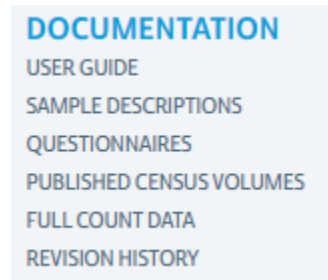 DOCUMENTATION
USER GUIDE
SAMPLE DESCRIPTIONS
QUESTIONNAIRES
PUBLISHED CENSUS VOLUMES
FULL COUNT DATA
REVISION HISTORY